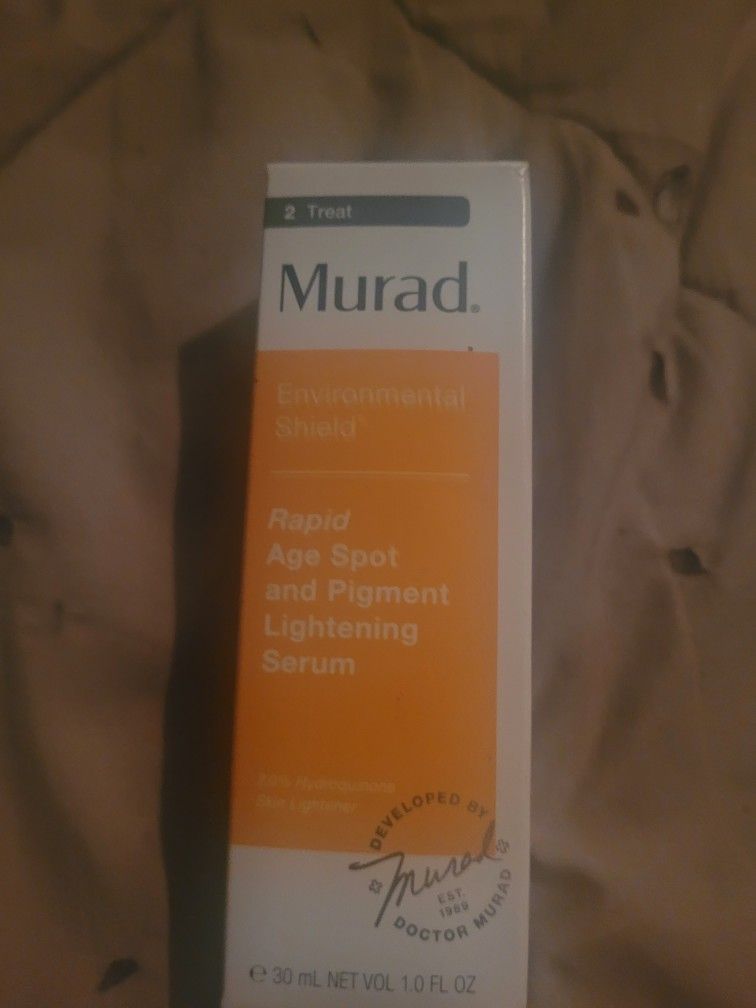 2 Treat
Murad®
Environmental
Shield™
Rapid
Age Spot
and Pigment
Lightening
Serum
2.0% Hydroquinone
Skin Lightener
DEVELOPED BY
Murad
EST.
1989
DOCTOR MURAD
℮ 30 mL NET VOL 1.0 FL OZ